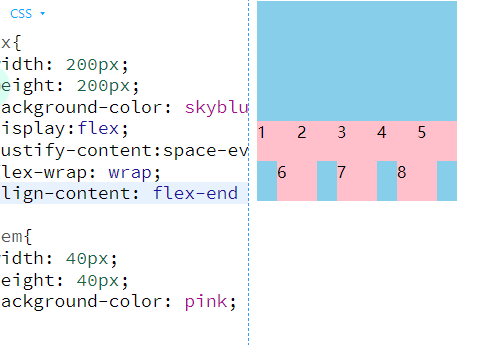 CSS
x{
idth: 200px;
eight: 200px;
ackground-color: skyblu
isplay:flex;
ustify-content:space-ev
lex-wrap: wrap;
lign-content: flex-end
em{
idth: 40px;
eight: 40px;
ackground-color: pink;
1 2 3 4 5
6 7 8